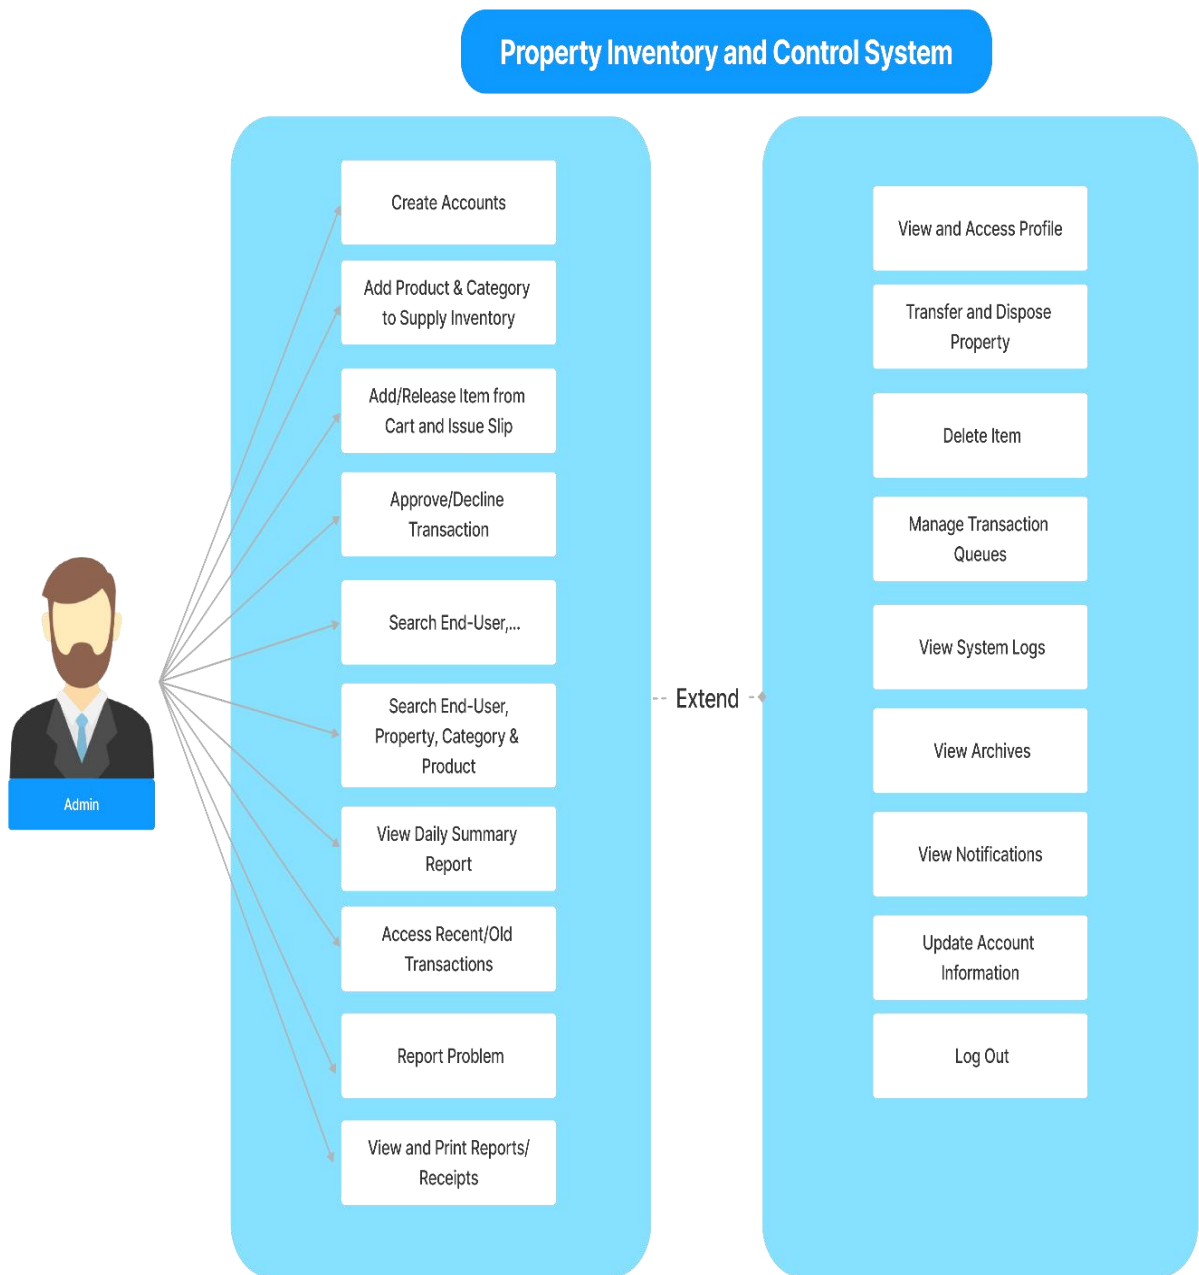 Property Inventory and Control System
Create Accounts
Add Product & Category
to Supply Inventory
Add/Release Item from
Cart and Issue Slip
Approve/Decline
Transaction
Search End-User,...
Search End-User,
Property, Category &
Product
View Daily Summary
Report
Access Recent/Old
Transactions
Report Problem
View and Print Reports/
Receipts
Admin
Extend
View and Access Profile
Transfer and Dispose
Property
Delete Item
Manage Transaction
Queues
View System Logs
View Archives
View Notifications
Update Account
Information
Log Out